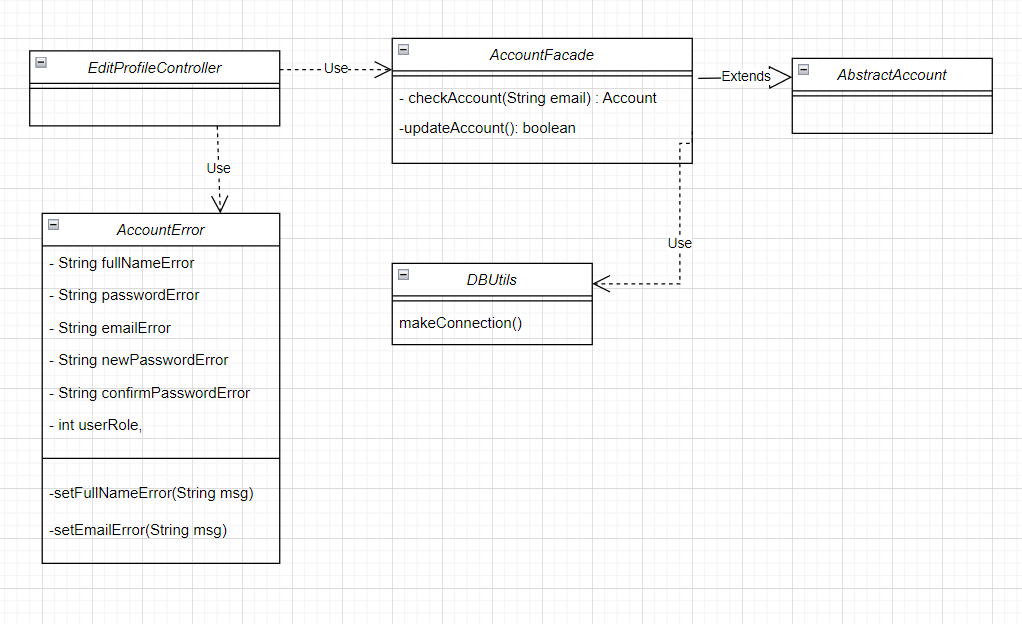 EditProfileController
Use
AccountFacade
- checkAccount(String email) : Account
-updateAccount(): boolean
Extends
AbstractAccount
Use
AccountError
- String fullNameError
- String passwordError
- String emailError
- String newPasswordError
- String confirmPasswordError
- int userRole,
-setFullNameError(String msg)
-setEmailError(String msg)
Use
DBUtils
makeConnection()